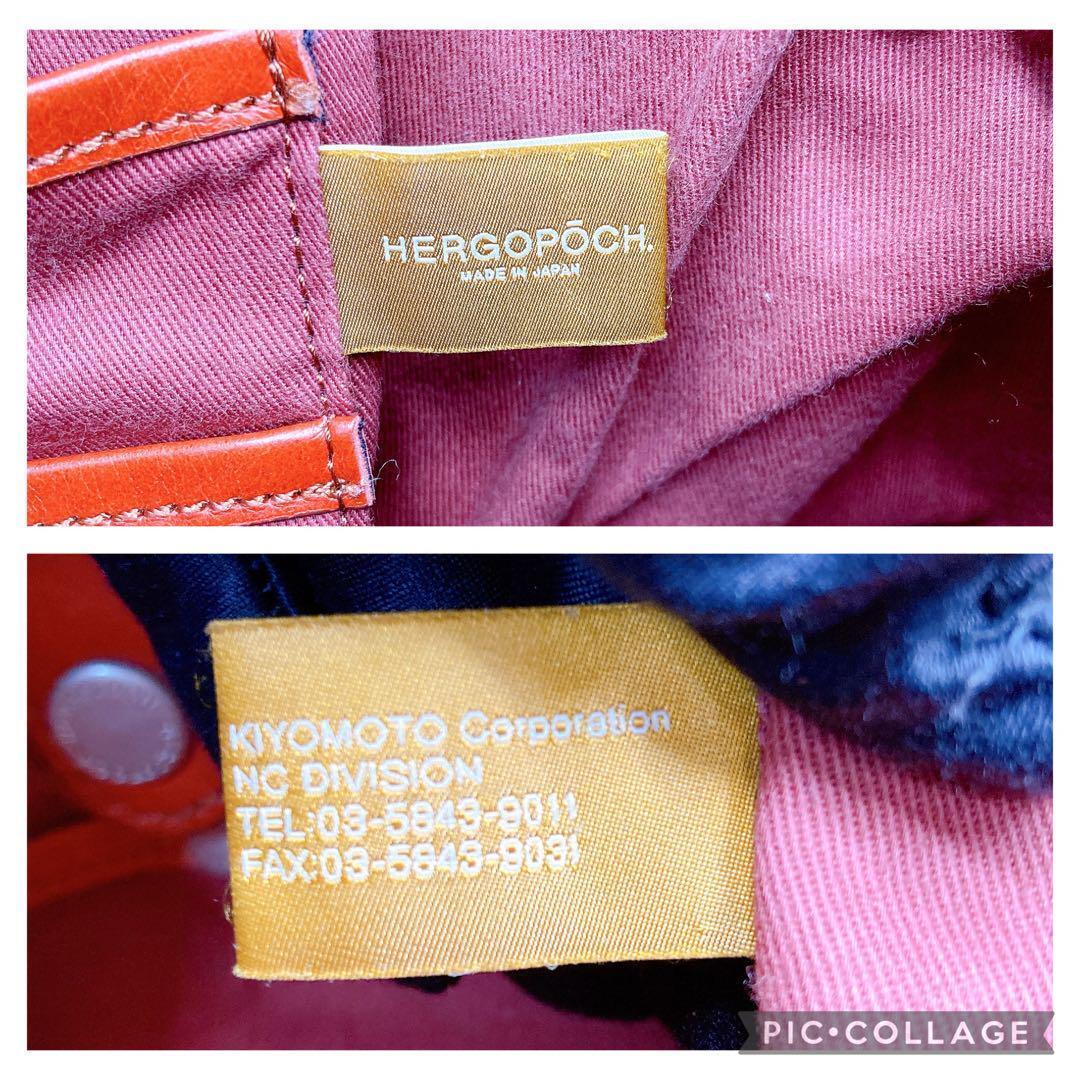 HERGOPŌCH.
MADE IN JAPAN
KIYOMOTO Corporation
NC DIVISION
TEL:03-5843-9011
FAX:03-5843-9031
PIC•COLLAGE